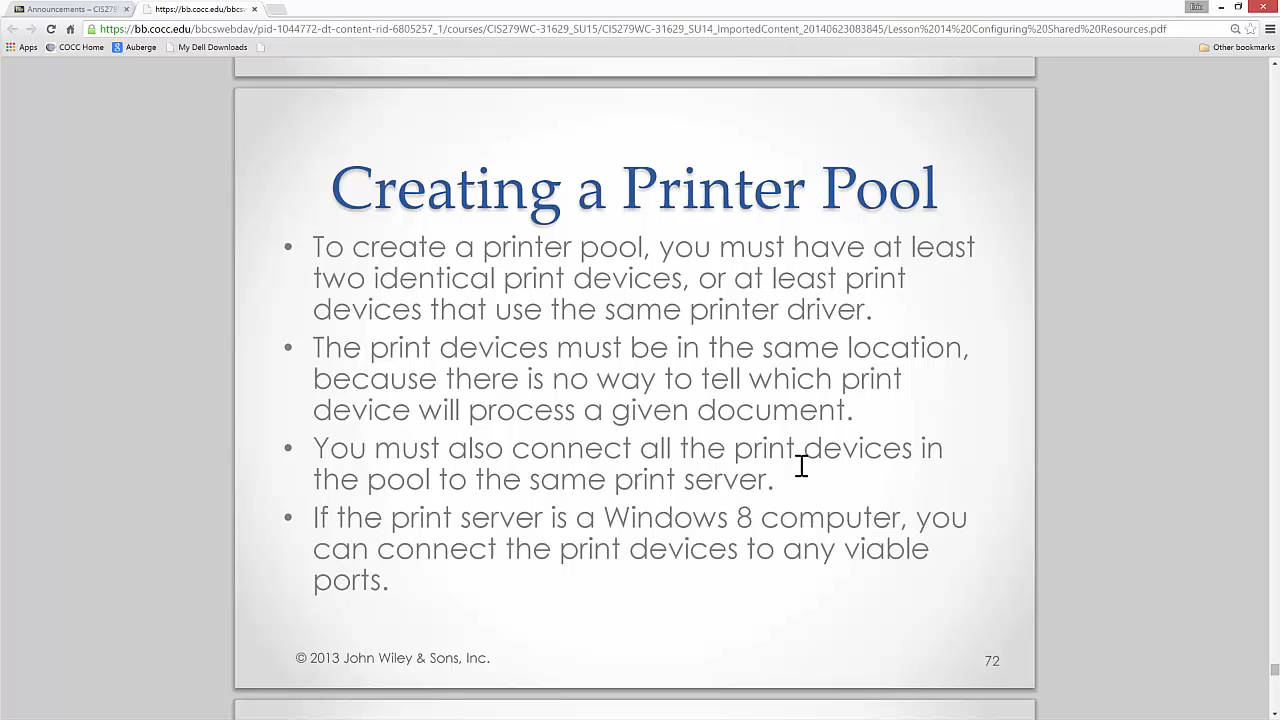 Announcements – CIS279
https://bb.cocc.edu/bbcsw
https://bb.cocc.edu/bbcswebdav/pid-1044772-dt-content-rid-6805257_1/courses/CIS279WC-31629_SU15/CIS279WC-31629_SU14_ImportedContent_20140623083845/Lesson%2014%20Configuring%20Shared%20Resources.pdf
Apps COCC Home Auberge My Dell Downloads Other bookmarks
Creating a Printer Pool
• To create a printer pool, you must have at least
two identical print devices, or at least print
devices that use the same printer driver.
• The print devices must be in the same location,
because there is no way to tell which print
device will process a given document.
• You must also connect all the print devices in
the pool to the same print server.
• If the print server is a Windows 8 computer, you
can connect the print devices to any viable
ports.
© 2013 John Wiley & Sons, Inc.
72